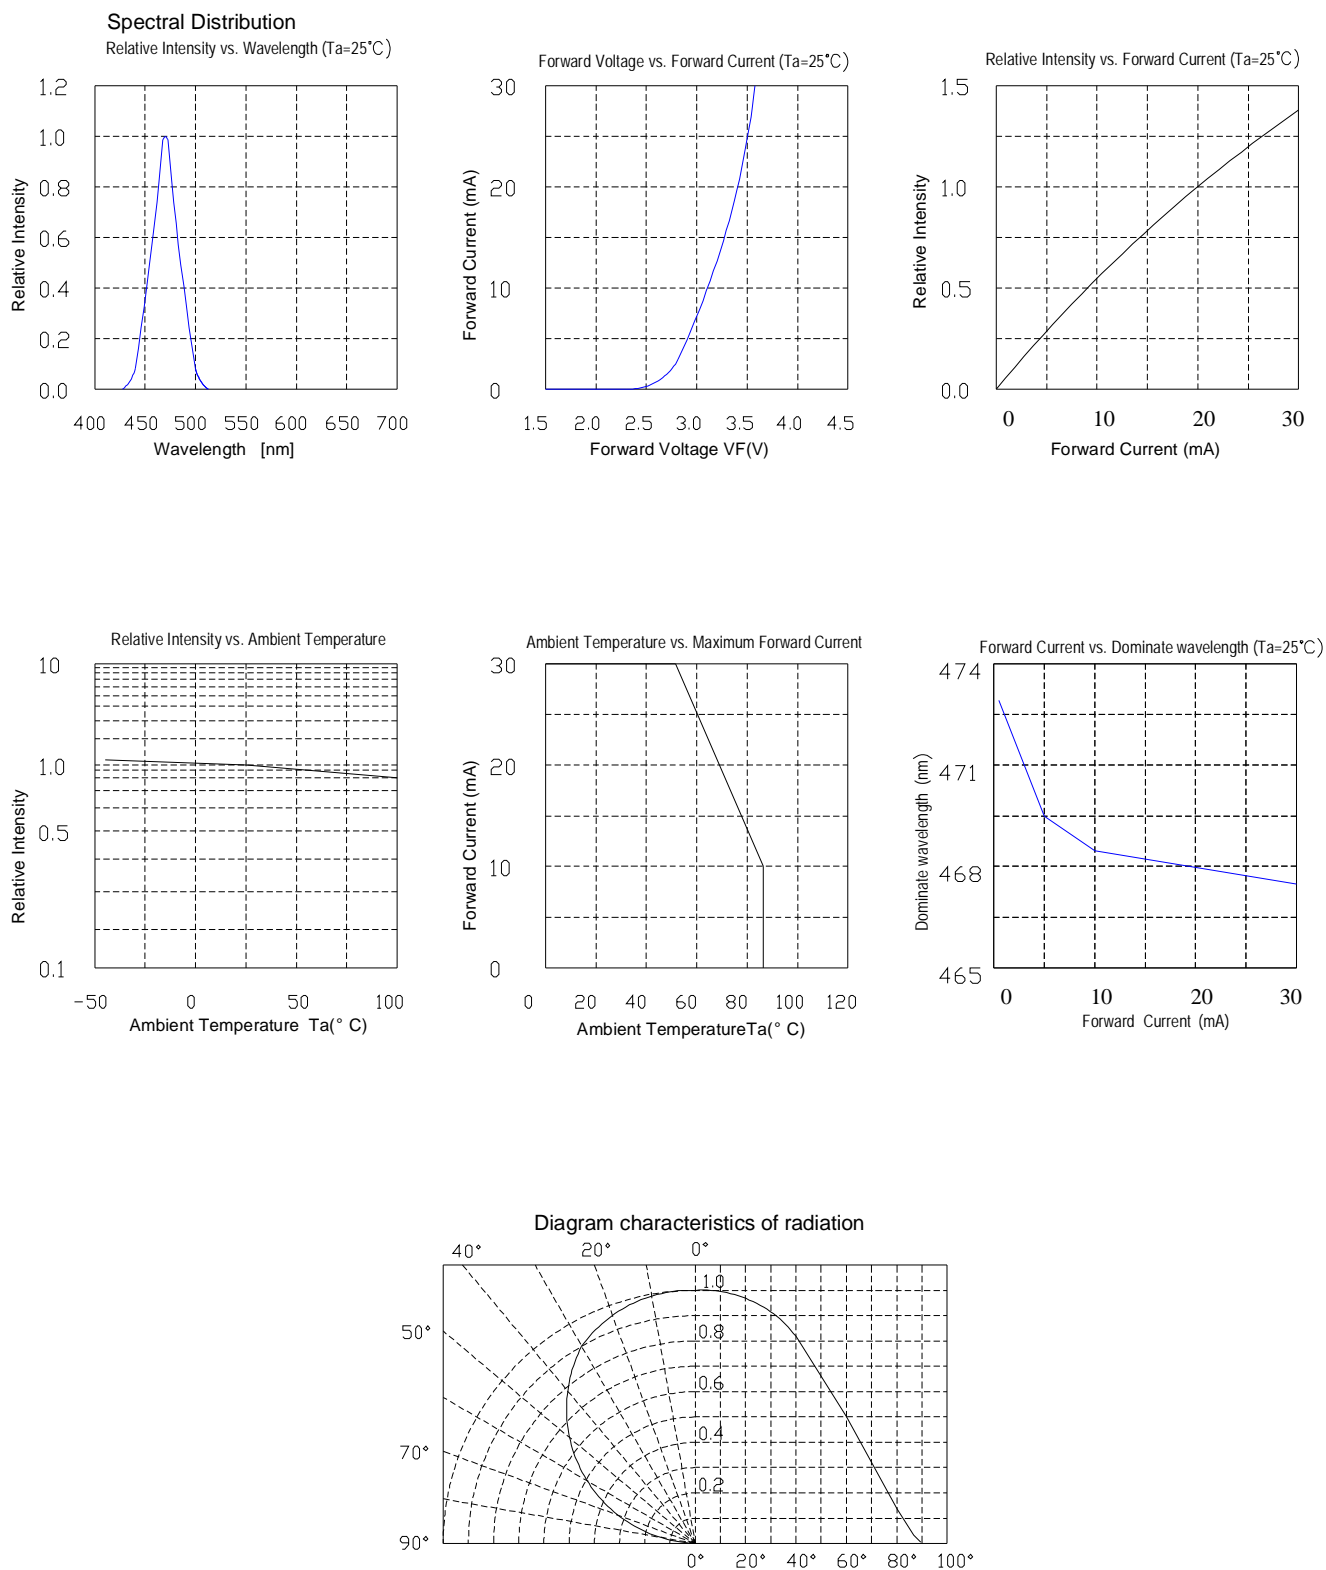 Spectral Distribution
Relative Intensity vs. Wavelength (Ta=25°C)
1.2
1.0
0.8
0.6
0.4
0.2
0.0
Relative Intensity
400 450 500 550 600 650 700
Wavelength [nm]
Forward Voltage vs. Forward Current (Ta=25°C)
30
20
10
0
Forward Current (mA)
1.5 2.0 2.5 3.0 3.5 4.0 4.5
Forward Voltage VF(V)
Relative Intensity vs. Forward Current (Ta=25°C)
1.5
1.0
0.5
0.0
Relative Intensity
0 10 20 30
Forward Current (mA)
Relative Intensity vs. Ambient Temperature
10
1.0
0.5
0.1
Relative Intensity
-50 0 50 100
Ambient Temperature Ta(° C)
Ambient Temperature vs. Maximum Forward Current
30
20
10
0
Forward Current (mA)
0 20 40 60 80 100 120
Ambient TemperatureTa(° C)
Forward Current vs. Dominate wavelength (Ta=25°C)
474
471
468
465
Dominate wavelength (nm)
0 10 20 30
Forward Current (mA)
Diagram characteristics of radiation
40° 20° 0°
50°
70°
90°
1.0
0.8
0.6
0.4
0.2
0° 20° 40° 60° 80° 100°